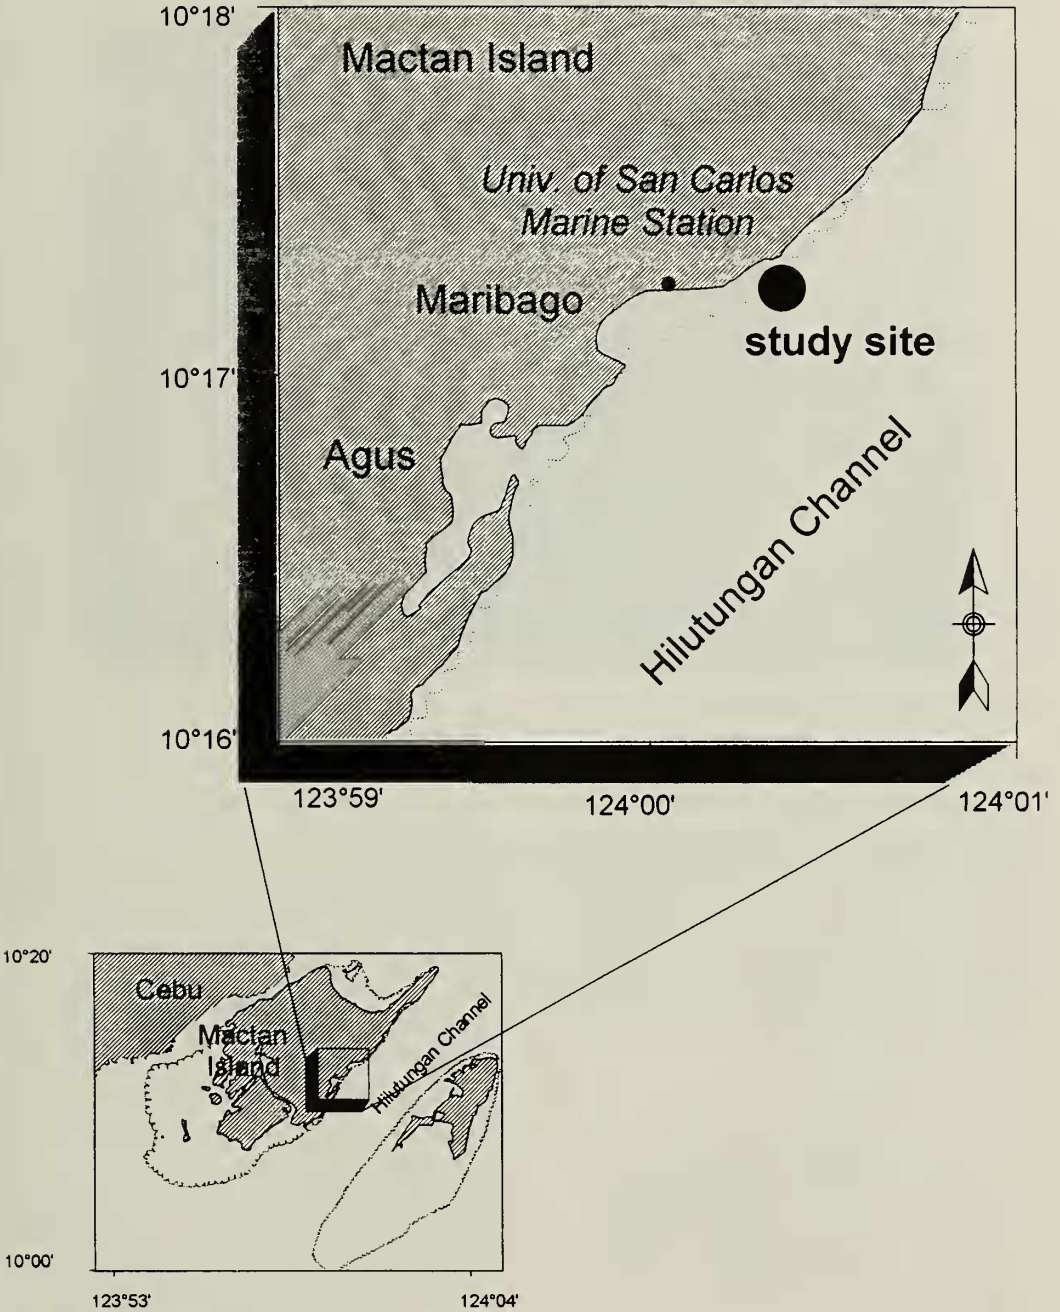 10°18'
Mactan Island
Univ. of San Carlos
Marine Station
Maribago
study site
10°17'
Agus
Hilutungan Channel
10°16'
123°59'
124°00'
124°01'
10°20'
Cebu
Mactan
Island
Hilutungan Channel
10°00'
123°53'
124°04'